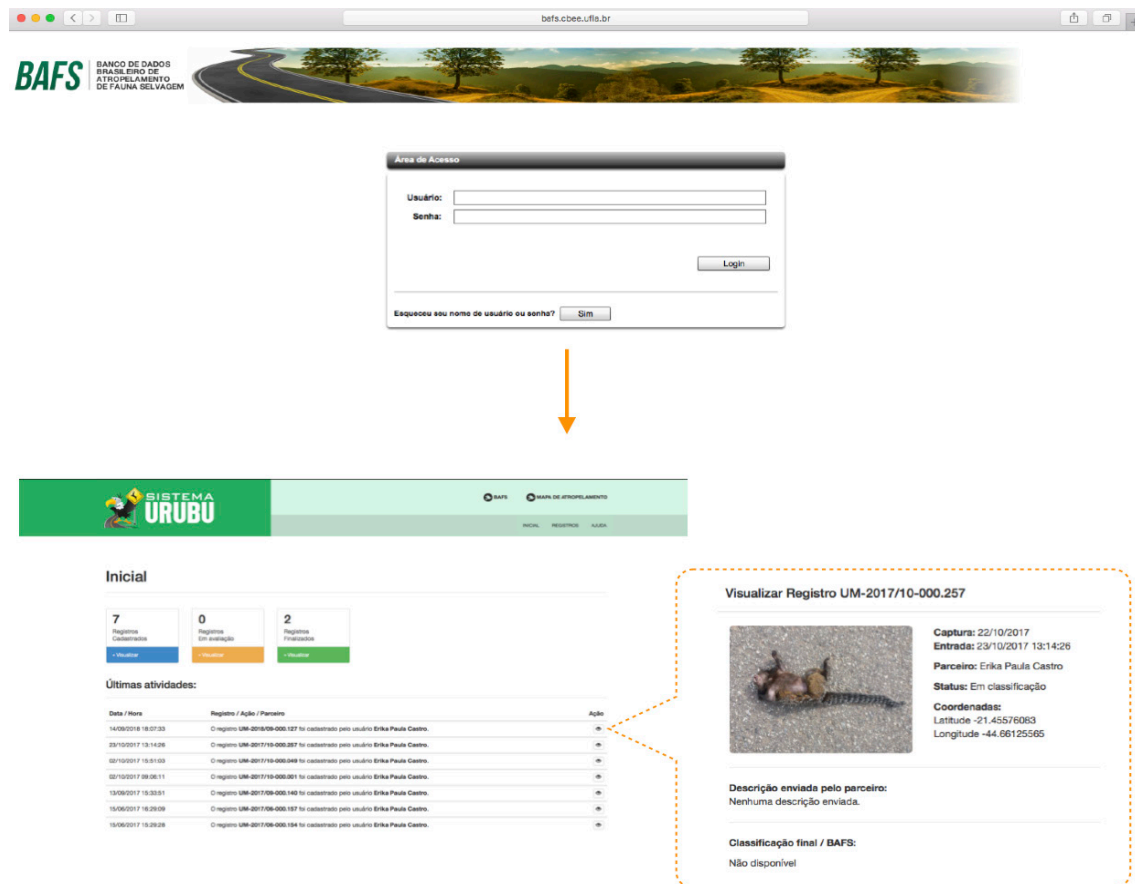 bafs.cbee.ufla.br
BAFS
BANCO DE DADOS
BRASILEIRO DE
ATROPELAMENTO
DE FAUNA SELVAGEM
Área de Acesso
Usuário:
Senha:
Login
Esqueceu seu nome de usuário ou senha? Sim
SISTEMA
URUBU
BAFS MAPA DE ATROPELAMENTO
INICIAL REGISTROS AJUDA
Inicial
7
Registros
Cadastrados
+ Visualizar
0
Registros
Em avaliação
+ Visualizar
2
Registros
Finalizados
+ Visualizar
Últimas atividades:
Data / Hora Registro / Ação / Parceiro Ação
14/09/2018 18:07:33 O registro UM-2018/09-000.127 foi cadastrado pelo usuário Erika Paula Castro.
23/10/2017 13:14:26 O registro UM-2017/10-000.257 foi cadastrado pelo usuário Erika Paula Castro.
02/10/2017 15:51:03 O registro UM-2017/10-000.049 foi cadastrado pelo usuário Erika Paula Castro.
02/10/2017 09:06:11 O registro UM-2017/10-000.001 foi cadastrado pelo usuário Erika Paula Castro.
13/09/2017 15:33:51 O registro UM-2017/09-000.140 foi cadastrado pelo usuário Erika Paula Castro.
15/06/2017 16:20:09 O registro UM-2017/06-000.157 foi cadastrado pelo usuário Erika Paula Castro.
15/06/2017 15:29:28 O registro UM-2017/06-000.154 foi cadastrado pelo usuário Erika Paula Castro.
Visualizar Registro UM-2017/10-000.257
Captura: 22/10/2017
Entrada: 23/10/2017 13:14:26
Parceiro: Erika Paula Castro
Status: Em classificação
Coordenadas:
Latitude -21.45576083
Longitude -44.66125565
Descrição enviada pelo parceiro:
Nenhuma descrição enviada.
Classificação final / BAFS:
Não disponível